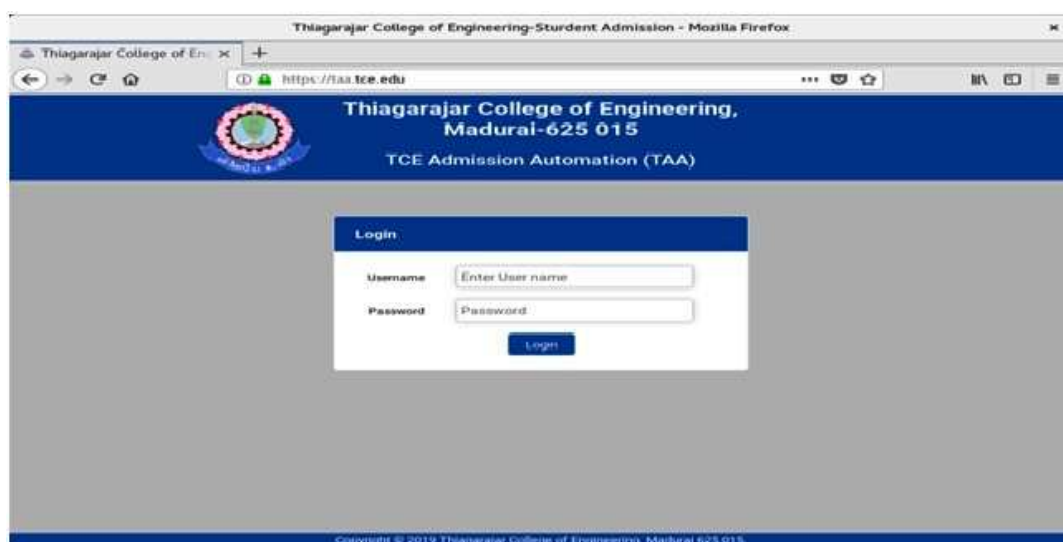 Thiagarajar College of Engineering-Sturdent Admission - Mozilla Firefox
Thiagarajar College of En
https://taa.tce.edu
Thiagarajar College of Engineering,
Madurai-625 015
TCE Admission Automation (TAA)
Login
Username Enter User name
Password Password
Login
Copyright © 2019 Thiagarajar College of Engineering, Madurai 625 015